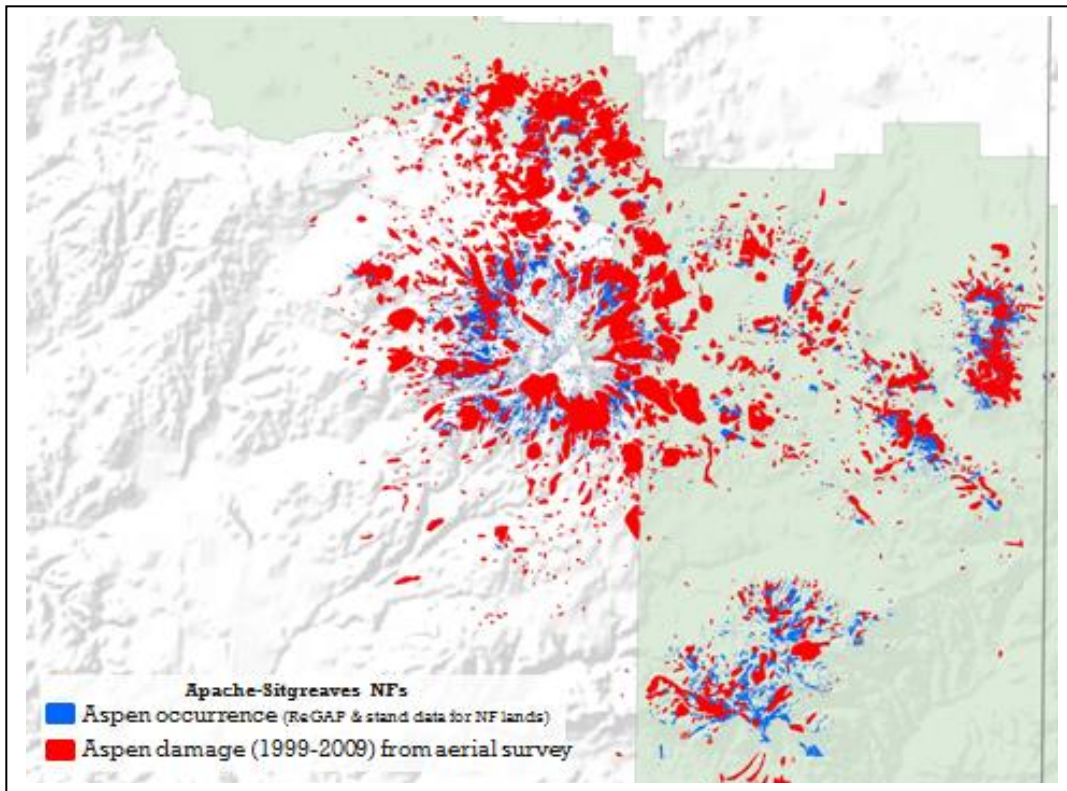 Apache-Sitgreaves NFs
Aspen occurrence (ReGAP & stand data for NF lands)
Aspen damage (1999-2009) from aerial survey